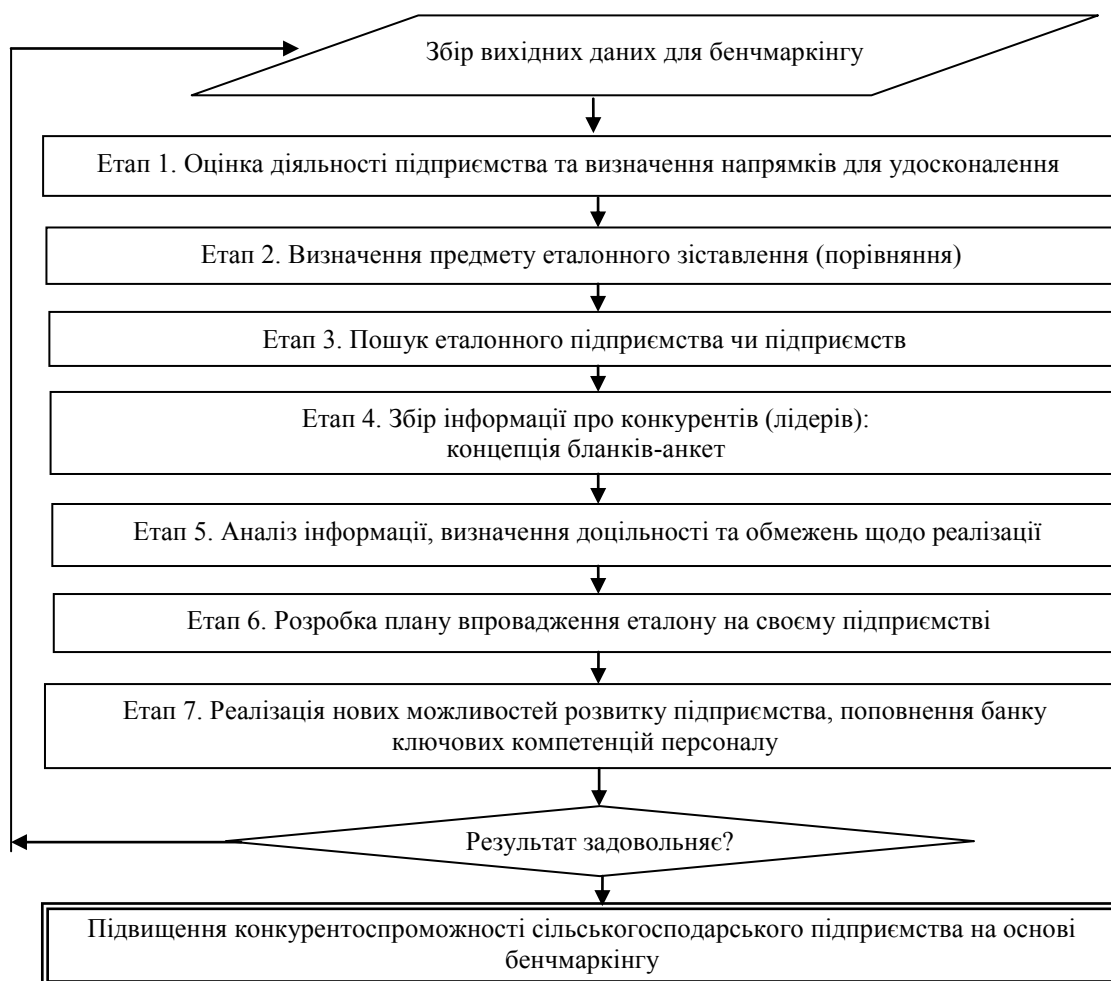 Збір вихідних даних для бенчмаркінгу
Етап 1. Оцінка діяльності підприємства та визначення напрямків для удосконалення
Етап 2. Визначення предмету еталонного зіставлення (порівняння)
Етап 3. Пошук еталонного підприємства чи підприємств
Етап 4. Збір інформації про конкурентів (лідерів):
концепція бланків-анкет
Етап 5. Аналіз інформації, визначення доцільності та обмежень щодо реалізації
Етап 6. Розробка плану впровадження еталону на своєму підприємстві
Етап 7. Реалізація нових можливостей розвитку підприємства, поповнення банку
ключових компетенцій персоналу
Результат задовольняє?
Підвищення конкурентоспроможності сільськогосподарського підприємства на основі
бенчмаркінгу